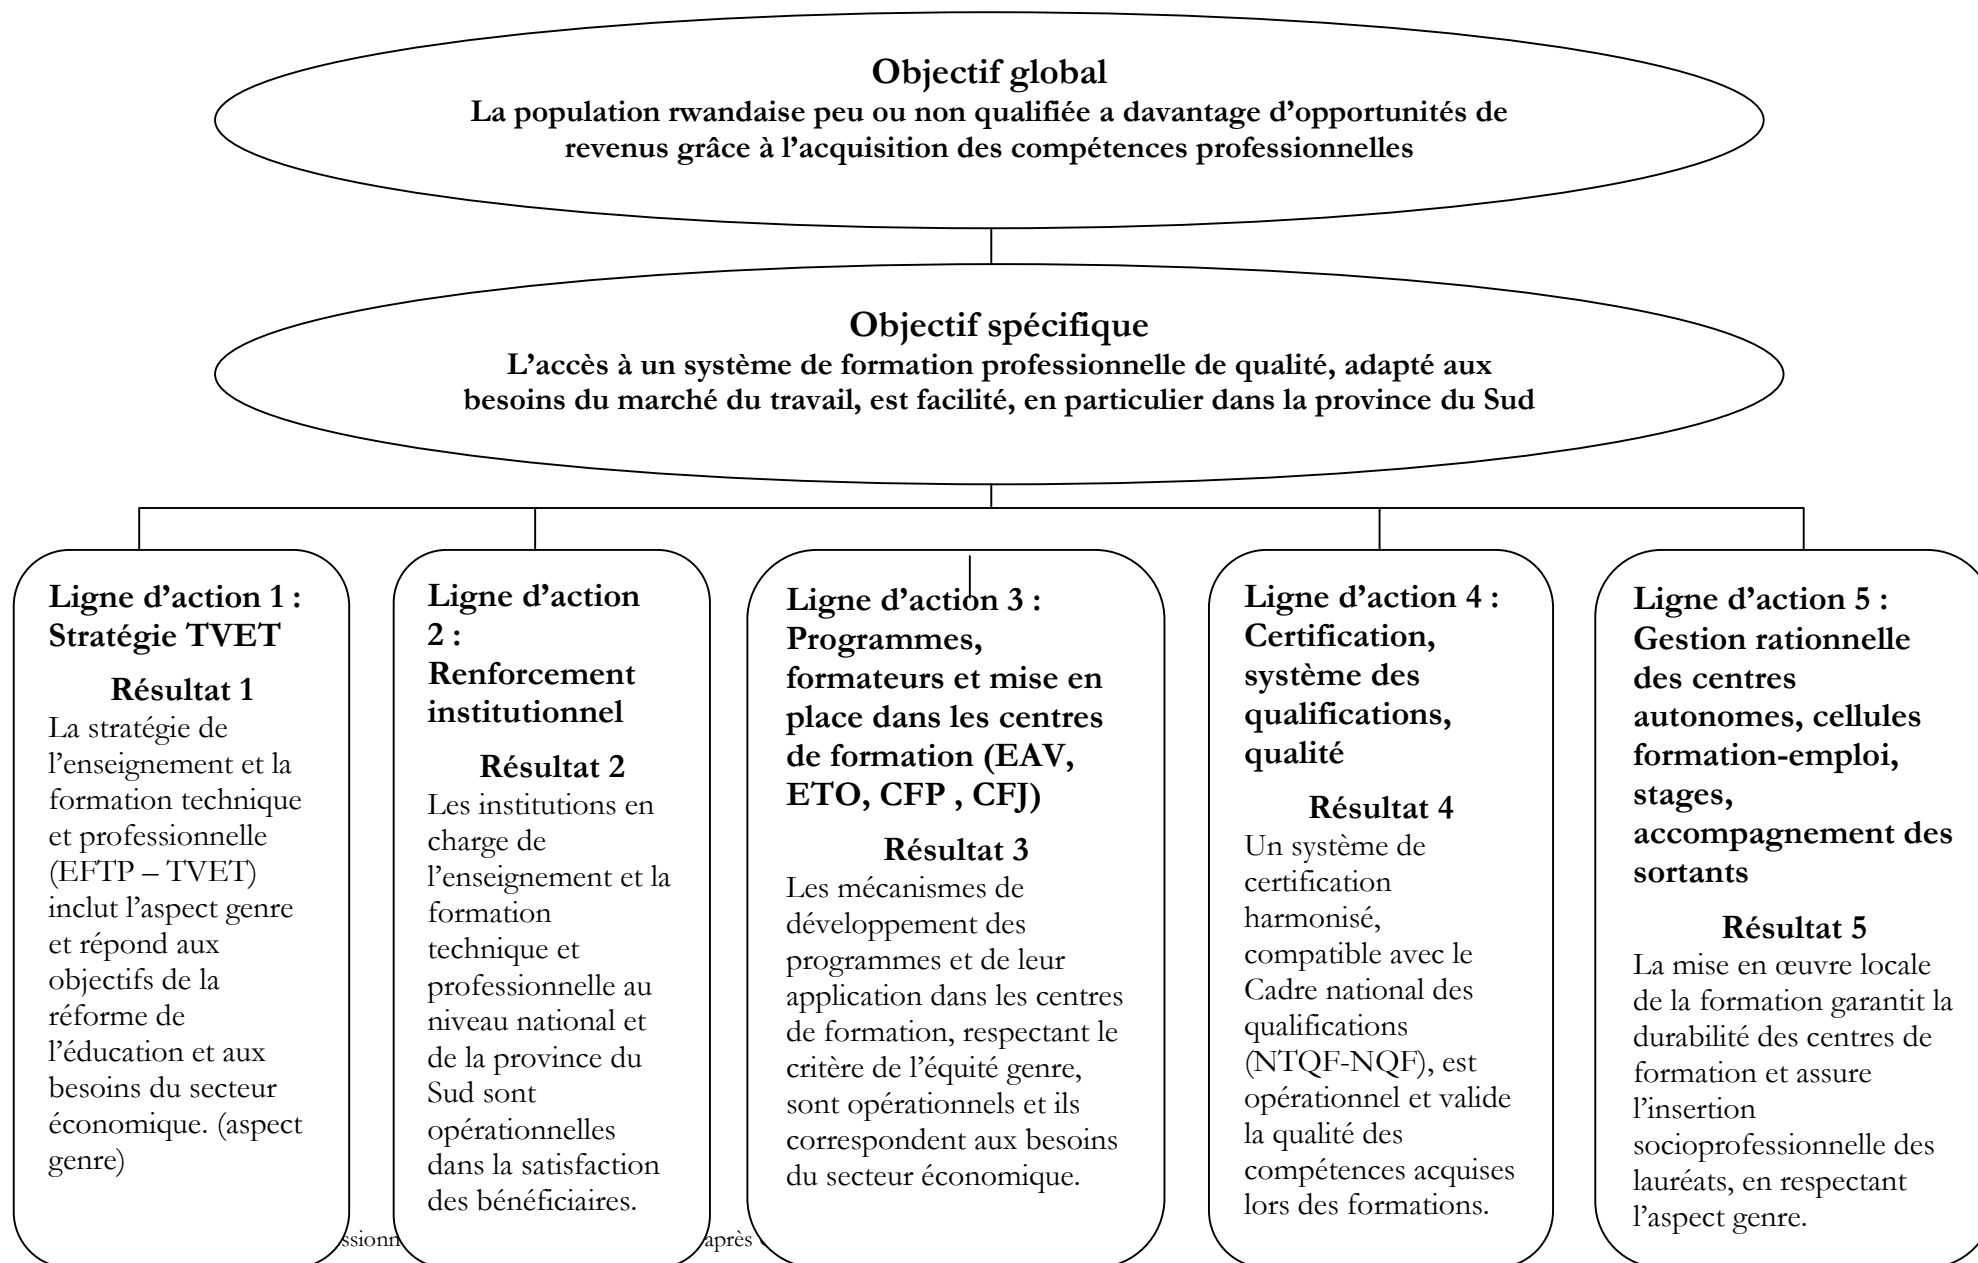 Objectif global
La population rwandaise peu ou non qualifiée a davantage d’opportunités de
revenus grâce à l’acquisition des compétences professionnelles
Objectif spécifique
L’accès à un système de formation professionnelle de qualité, adapté aux
besoins du marché du travail, est facilité, en particulier dans la province du Sud
Ligne d’action 1 :
Stratégie TVET
Résultat 1
La stratégie de
l’enseignement et la
formation technique
et professionnelle
(EFTP – TVET)
inclut l’aspect genre
et répond aux
objectifs de la
réforme de
l’éducation et aux
besoins du secteur
économique. (aspect
genre)
Ligne d’action
2 :
Renforcement
institutionnel
Résultat 2
Les institutions en
charge de
l’enseignement et la
formation
technique et
professionnelle au
niveau national et
de la province du
Sud sont
opérationnelles
dans la satisfaction
des bénéficiaires.
Ligne d’action 3 :
Programmes,
formateurs et mise en
place dans les centres
de formation (EAV,
ETO, CFP , CFJ)
Résultat 3
Les mécanismes de
développement des
programmes et de leur
application dans les centres
de formation, respectant le
critère de l’équité genre,
sont opérationnels et ils
correspondent aux besoins
du secteur économique.
Ligne d’action 4 :
Certification,
système des
qualifications,
qualité
Résultat 4
Un système de
certification
harmonisé,
compatible avec le
Cadre national des
qualifications
(NTQF-NQF), est
opérationnel et valide
la qualité des
compétences acquises
lors des formations.
Ligne d’action 5 :
Gestion rationnelle
des centres
autonomes, cellules
formation-emploi,
stages,
accompagnement des
sortants
Résultat 5
La mise en œuvre locale
de la formation garantit la
durabilité des centres de
formation et assure
l’insertion
socioprofessionnelle des
lauréats, en respectant
l’aspect genre.
ssionn
après